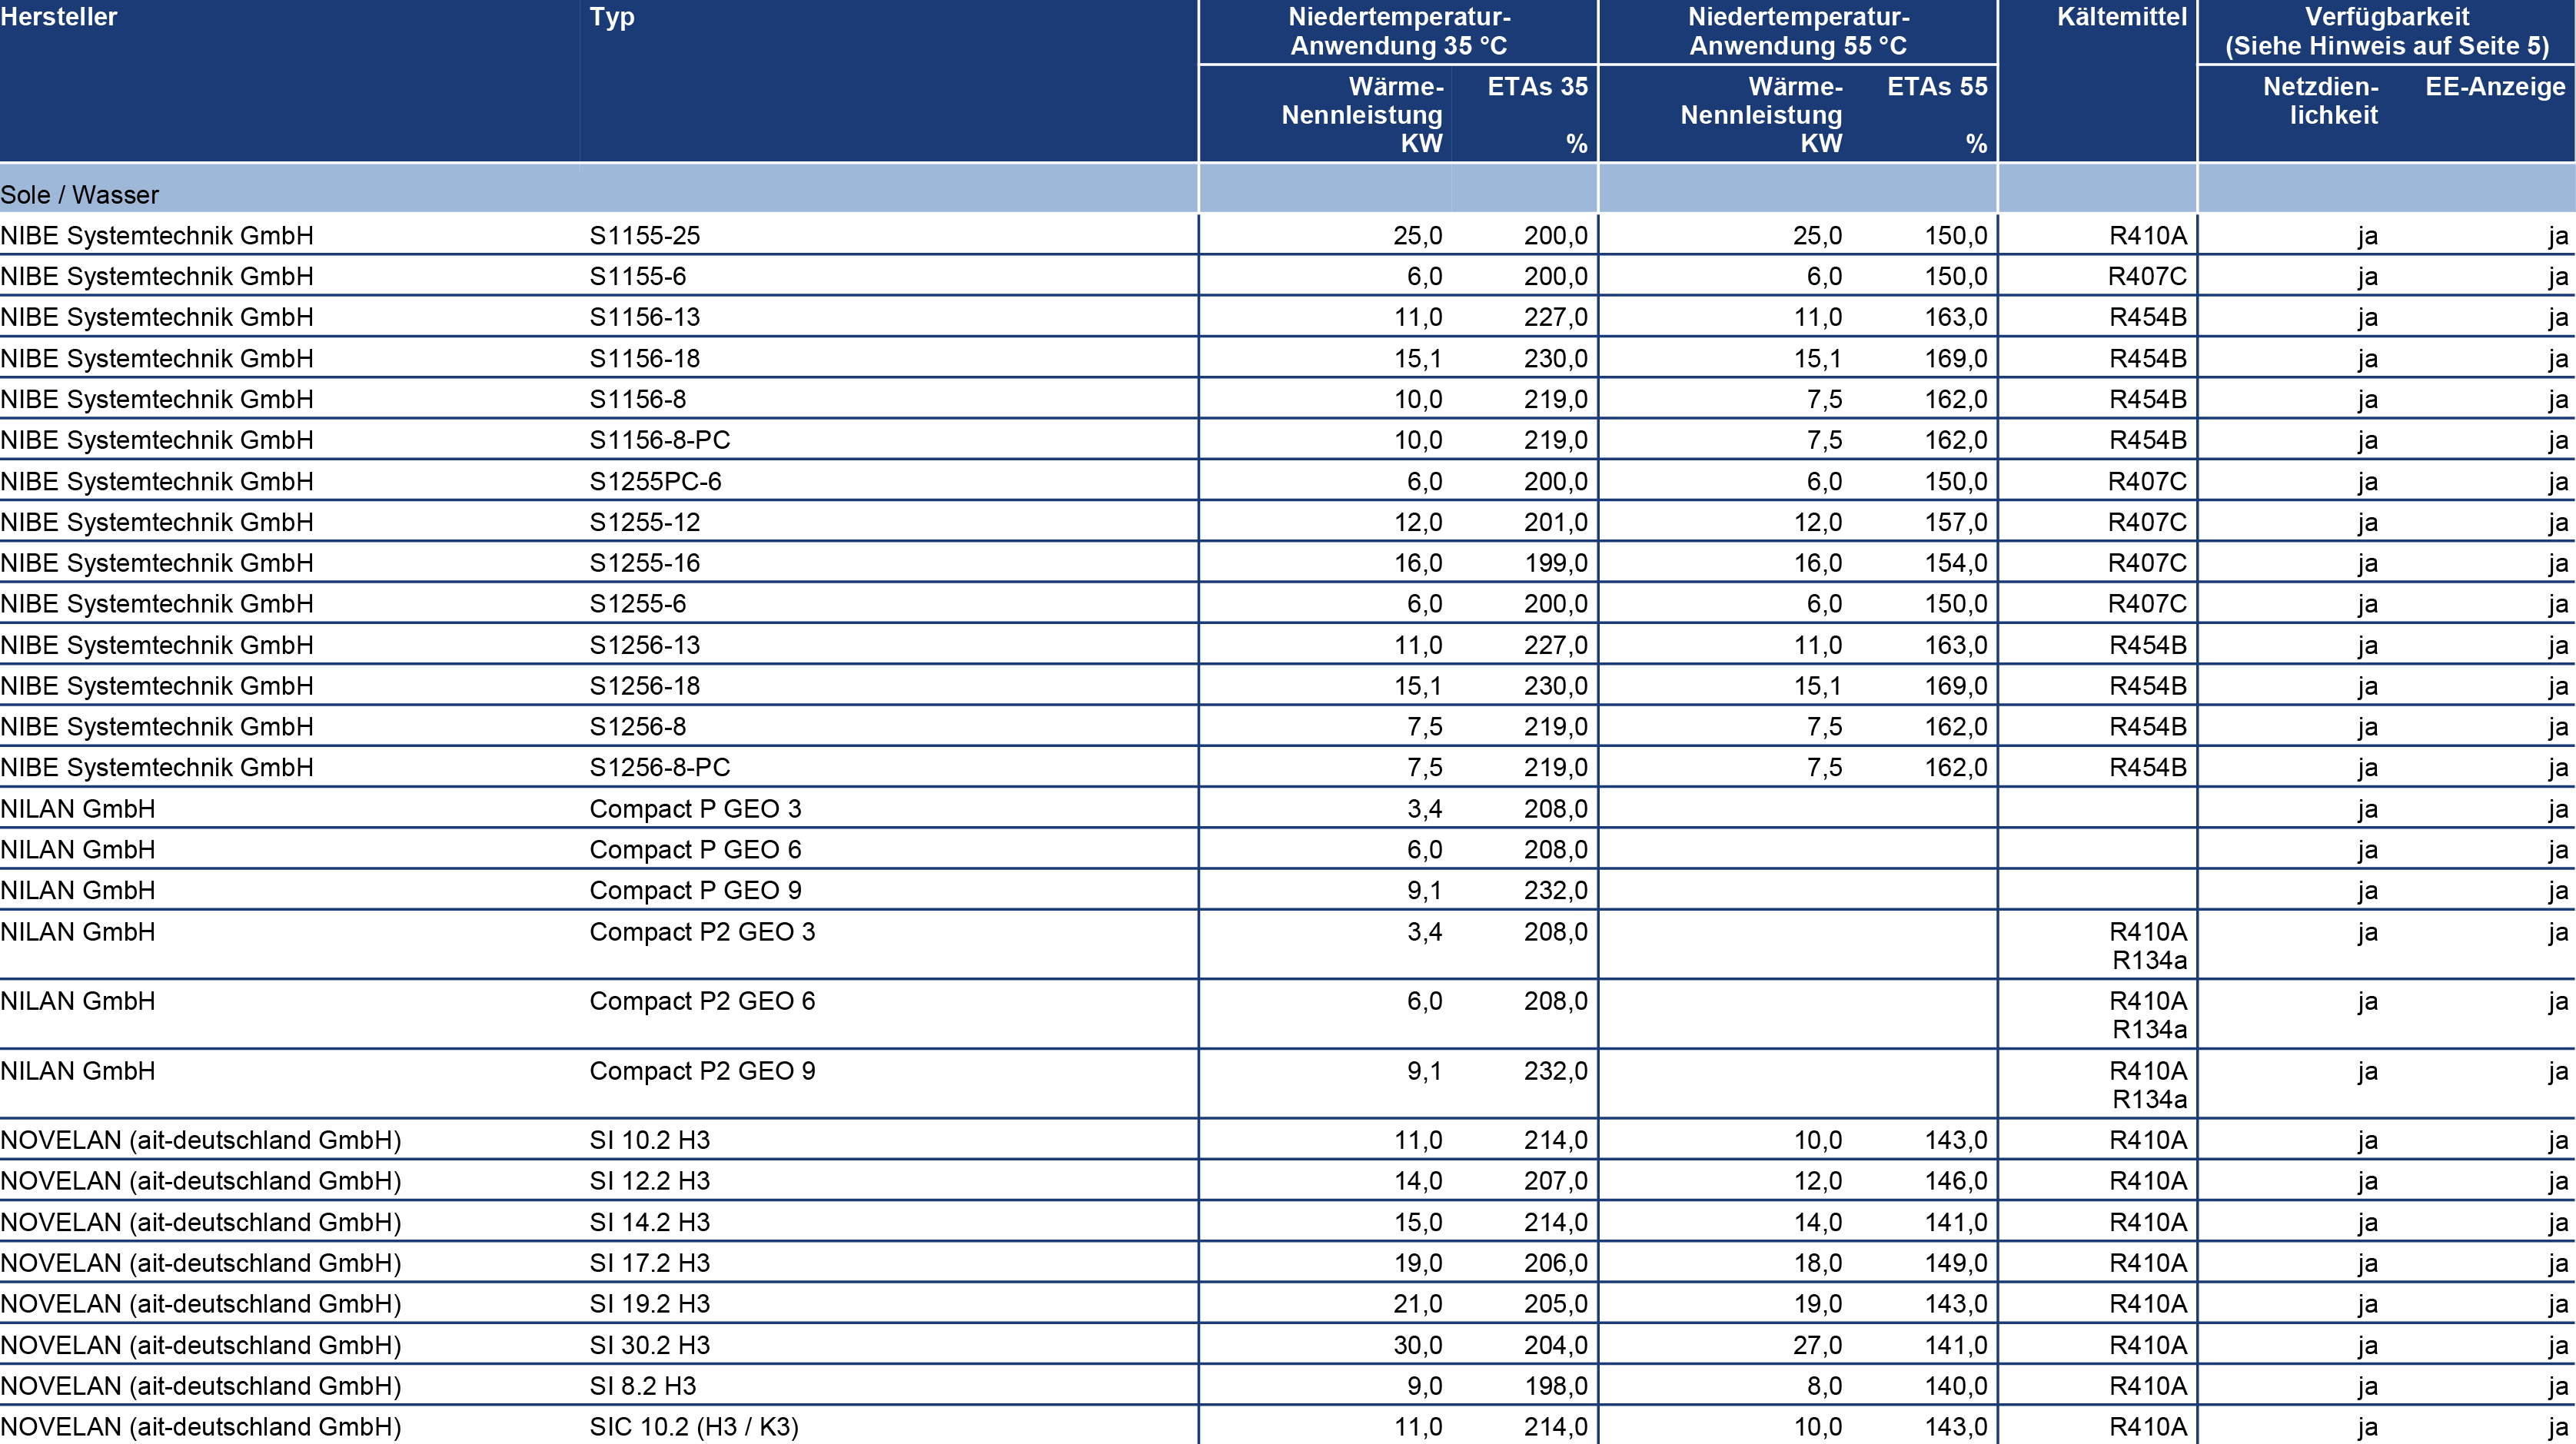 Hersteller Typ Niedertemperatur-Anwendung 35 °C Niedertemperatur-Anwendung 55 °C Kältemittel Verfügbarkeit (Siehe Hinweis auf Seite 5)
Wärme-Nennleistung KW ETAs 35 % Wärme-Nennleistung KW ETAs 55 % Netzdien-lichkeit EE-Anzeige
Sole / Wasser
NIBE Systemtechnik GmbH S1155-25 25,0 200,0 25,0 150,0 R410A ja ja
NIBE Systemtechnik GmbH S1155-6 6,0 200,0 6,0 150,0 R407C ja ja
NIBE Systemtechnik GmbH S1156-13 11,0 227,0 11,0 163,0 R454B ja ja
NIBE Systemtechnik GmbH S1156-18 15,1 230,0 15,1 169,0 R454B ja ja
NIBE Systemtechnik GmbH S1156-8 10,0 219,0 7,5 162,0 R454B ja ja
NIBE Systemtechnik GmbH S1156-8-PC 10,0 219,0 7,5 162,0 R454B ja ja
NIBE Systemtechnik GmbH S1255PC-6 6,0 200,0 6,0 150,0 R407C ja ja
NIBE Systemtechnik GmbH S1255-12 12,0 201,0 12,0 157,0 R407C ja ja
NIBE Systemtechnik GmbH S1255-16 16,0 199,0 16,0 154,0 R407C ja ja
NIBE Systemtechnik GmbH S1255-6 6,0 200,0 6,0 150,0 R407C ja ja
NIBE Systemtechnik GmbH S1256-13 11,0 227,0 11,0 163,0 R454B ja ja
NIBE Systemtechnik GmbH S1256-18 15,1 230,0 15,1 169,0 R454B ja ja
NIBE Systemtechnik GmbH S1256-8 7,5 219,0 7,5 162,0 R454B ja ja
NIBE Systemtechnik GmbH S1256-8-PC 7,5 219,0 7,5 162,0 R454B ja ja
NILAN GmbH Compact P GEO 3 3,4 208,0 ja ja
NILAN GmbH Compact P GEO 6 6,0 208,0 ja ja
NILAN GmbH Compact P GEO 9 9,1 232,0 ja ja
NILAN GmbH Compact P2 GEO 3 3,4 208,0 R410A ja ja
R134a
NILAN GmbH Compact P2 GEO 6 6,0 208,0 R410A ja ja
R134a
NILAN GmbH Compact P2 GEO 9 9,1 232,0 R410A ja ja
R134a
NOVELAN (ait-deutschland GmbH) SI 10.2 H3 11,0 214,0 10,0 143,0 R410A ja ja
NOVELAN (ait-deutschland GmbH) SI 12.2 H3 14,0 207,0 12,0 146,0 R410A ja ja
NOVELAN (ait-deutschland GmbH) SI 14.2 H3 15,0 214,0 14,0 141,0 R410A ja ja
NOVELAN (ait-deutschland GmbH) SI 17.2 H3 19,0 206,0 18,0 149,0 R410A ja ja
NOVELAN (ait-deutschland GmbH) SI 19.2 H3 21,0 205,0 19,0 143,0 R410A ja ja
NOVELAN (ait-deutschland GmbH) SI 30.2 H3 30,0 204,0 27,0 141,0 R410A ja ja
NOVELAN (ait-deutschland GmbH) SI 8.2 H3 9,0 198,0 8,0 140,0 R410A ja ja
NOVELAN (ait-deutschland GmbH) SIC 10.2 (H3 / K3) 11,0 214,0 10,0 143,0 R410A ja ja